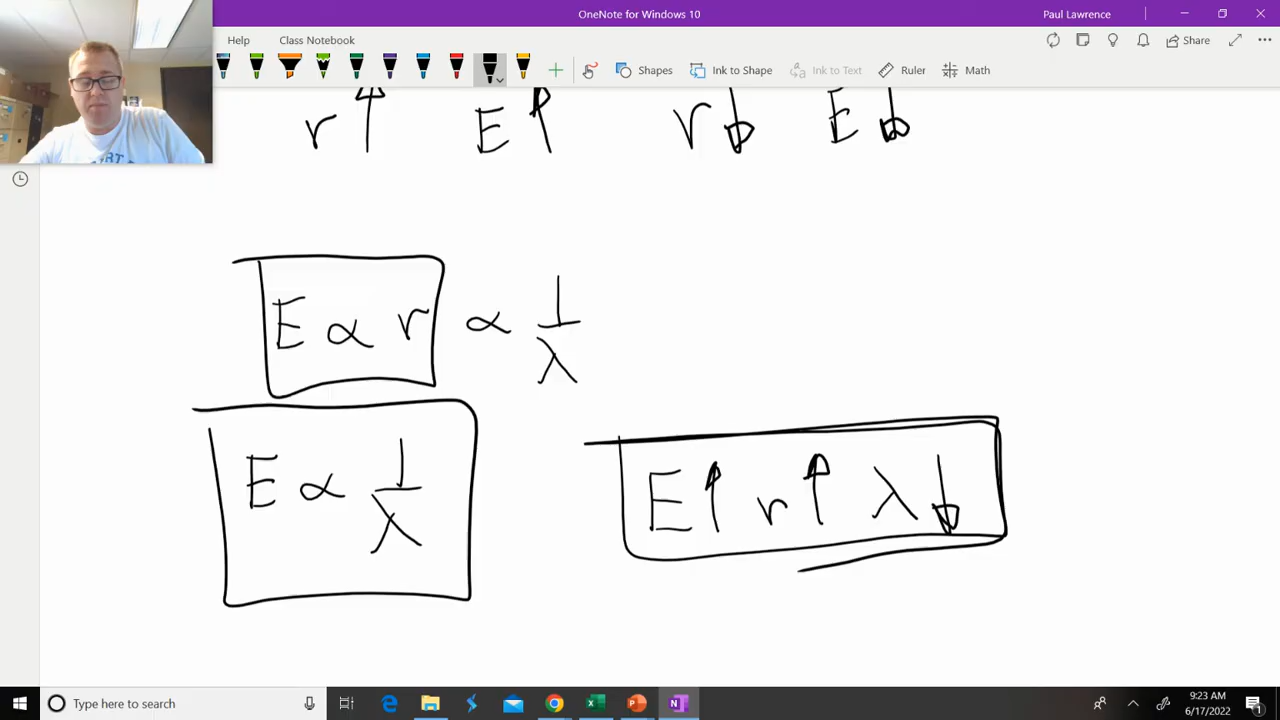 OneNote for Windows 10
Paul Lawrence
Help Class Notebook
Share
Shapes Ink to Shape Ink to Text Ruler Math
r↑ E↑ r↓ E↓
E ∝ r ∝ 1/λ
E ∝ 1/λ
E↑ r↑ λ↓
Type here to search
9:23 AM
6/17/2022
1